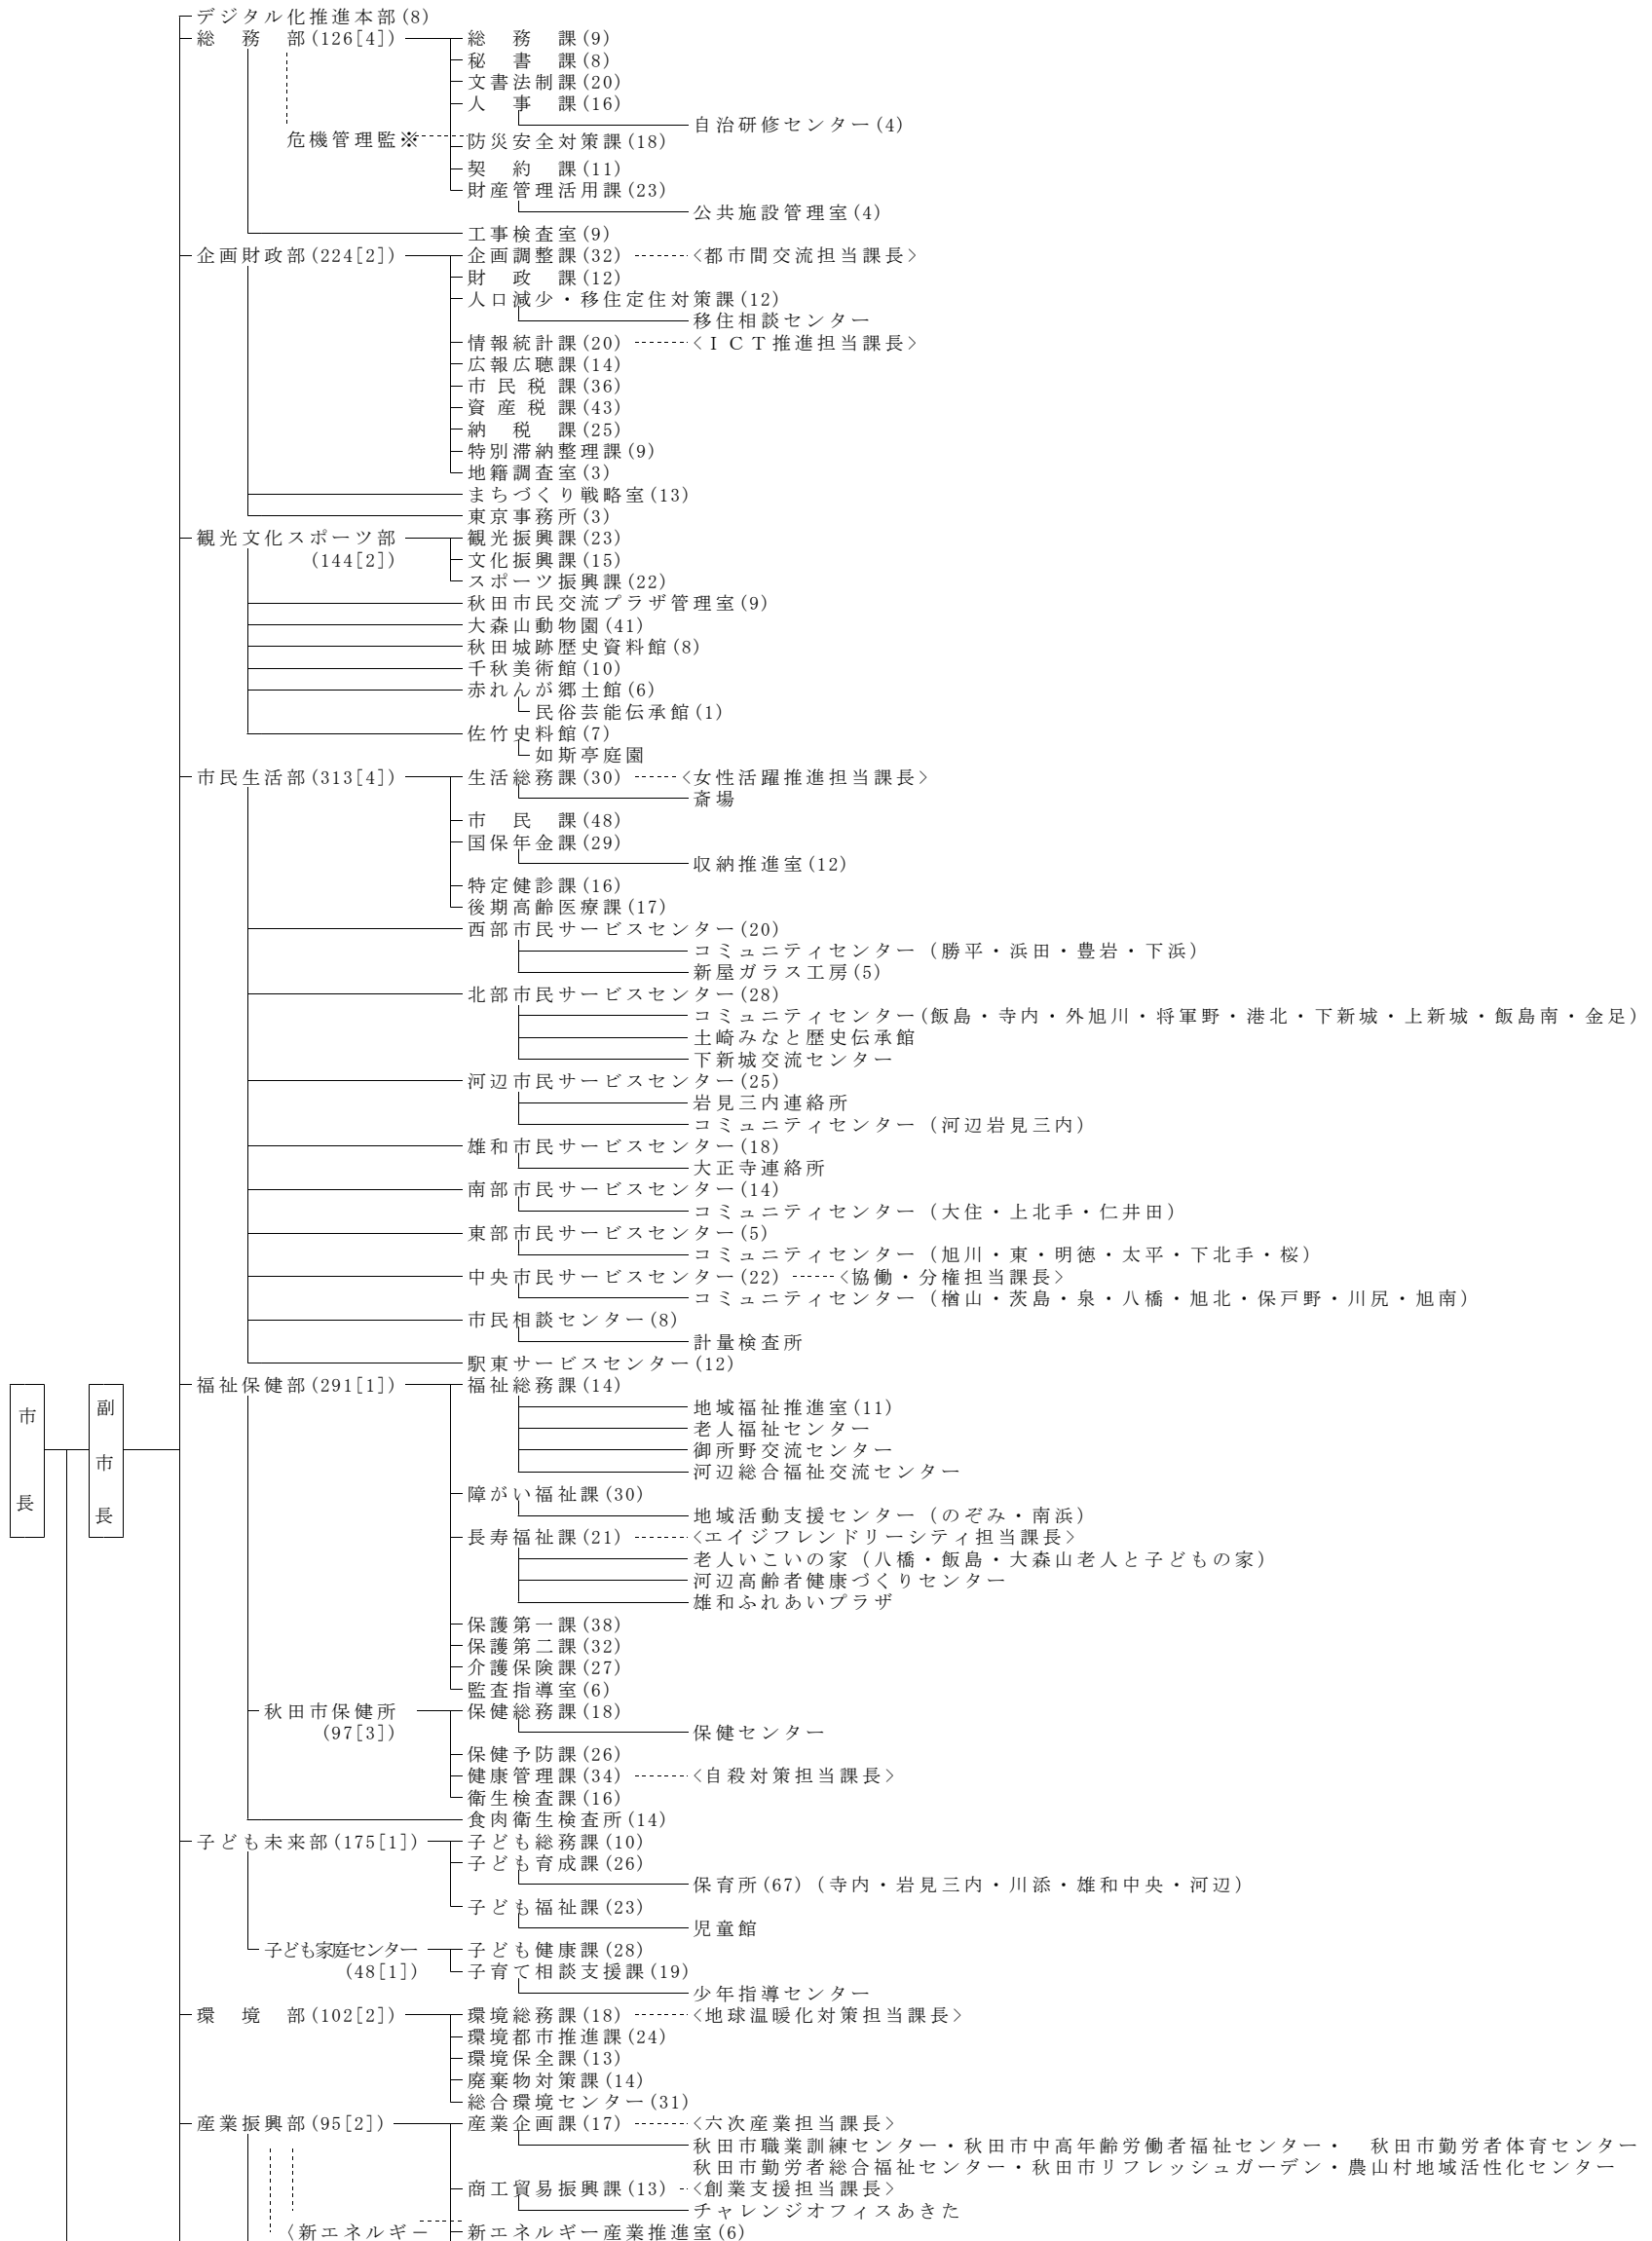 デジタル化推進本部(8)
総　務　部(126[4])　総　務　課(9)
秘　書　課(8)
文書法制課(20)
人　事　課(16)
自治研修センター(4)
危機管理監※　防災安全対策課(18)
契　約　課(11)
財産管理活用課(23)
公共施設管理室(4)
工事検査室(9)
企画財政部(224[2])　企画調整課(32)　<都市間交流担当課長>
財　政　課(12)
人口減少・移住定住対策課(12)
移住相談センター
情報統計課(20)　<ＩＣＴ推進担当課長>
広報広聴課(14)
市 民 税 課(36)
資 産 税 課(43)
納　税　課(25)
特別滞納整理課(9)
地籍調査室(3)
まちづくり戦略室(13)
東京事務所(3)
観光文化スポーツ部　観光振興課(23)
(144[2])　文化振興課(15)
スポーツ振興課(22)
秋田市民交流プラザ管理室(9)
大森山動物園(41)
秋田城跡歴史資料館(8)
千秋美術館(10)
赤れんが郷土館(6)
民俗芸能伝承館(1)
佐竹史料館(7)
如斯亭庭園
市民生活部(313[4])　生活総務課(30)　<女性活躍推進担当課長>
斎場
市　民　課(48)
国保年金課(29)
収納推進室(12)
特定健診課(16)
後期高齢医療課(17)
西部市民サービスセンター(20)
コミュニティセンター（勝平・浜田・豊岩・下浜）
新屋ガラス工房(5)
北部市民サービスセンター(28)
コミュニティセンター(飯島・寺内・外旭川・将軍野・港北・下新城・上新城・飯島南・金足)
土崎みなと歴史伝承館
下新城交流センター
河辺市民サービスセンター(25)
岩見三内連絡所
コミュニティセンター（河辺岩見三内）
雄和市民サービスセンター(18)
大正寺連絡所
南部市民サービスセンター(14)
コミュニティセンター（大住・上北手・仁井田）
東部市民サービスセンター(5)
コミュニティセンター（旭川・東・明徳・太平・下北手・桜）
中央市民サービスセンター(22)　<協働・分権担当課長>
コミュニティセンター（楢山・茨島・泉・八橋・旭北・保戸野・川尻・旭南）
市民相談センター(8)
計量検査所
駅東サービスセンター(12)
市長　副市長　福祉保健部(291[1])　福祉総務課(14)
地域福祉推進室(11)
老人福祉センター
御所野交流センター
河辺総合福祉交流センター
障がい福祉課(30)
地域活動支援センター（のぞみ・南浜）
長寿福祉課(21)　<エイジフレンドリーシティ担当課長>
老人いこいの家（八橋・飯島・大森山老人と子どもの家）
河辺高齢者健康づくりセンター
雄和ふれあいプラザ
保護第一課(38)
保護第二課(32)
介護保険課(27)
監査指導室(6)
秋田市保健所　保健総務課(18)
(97[3])　保健センター
保健予防課(26)
健康管理課(34)　<自殺対策担当課長>
衛生検査課(16)
食肉衛生検査所(14)
子ども未来部(175[1])　子ども総務課(10)
子ども育成課(26)
保育所(67)（寺内・岩見三内・川添・雄和中央・河辺）
子ども福祉課(23)
児童館
子ども家庭センター　子ども健康課(28)
(48[1])　子育て相談支援課(19)
少年指導センター
環　境　部(102[2])　環境総務課(18)　<地球温暖化対策担当課長>
環境都市推進課(24)
環境保全課(13)
廃棄物対策課(14)
総合環境センター(31)
産業振興部(95[2])　産業企画課(17)　<六次産業担当課長>
秋田市職業訓練センター・秋田市中高年齢労働者福祉センター・　秋田市勤労者体育センター
秋田市勤労者総合福祉センター・秋田市リフレッシュガーデン・農山村地域活性化センター
商工貿易振興課(13)　<創業支援担当課長>
チャレンジオフィスあきた
〈新エネルギ－　新エネルギー産業推進室(6)